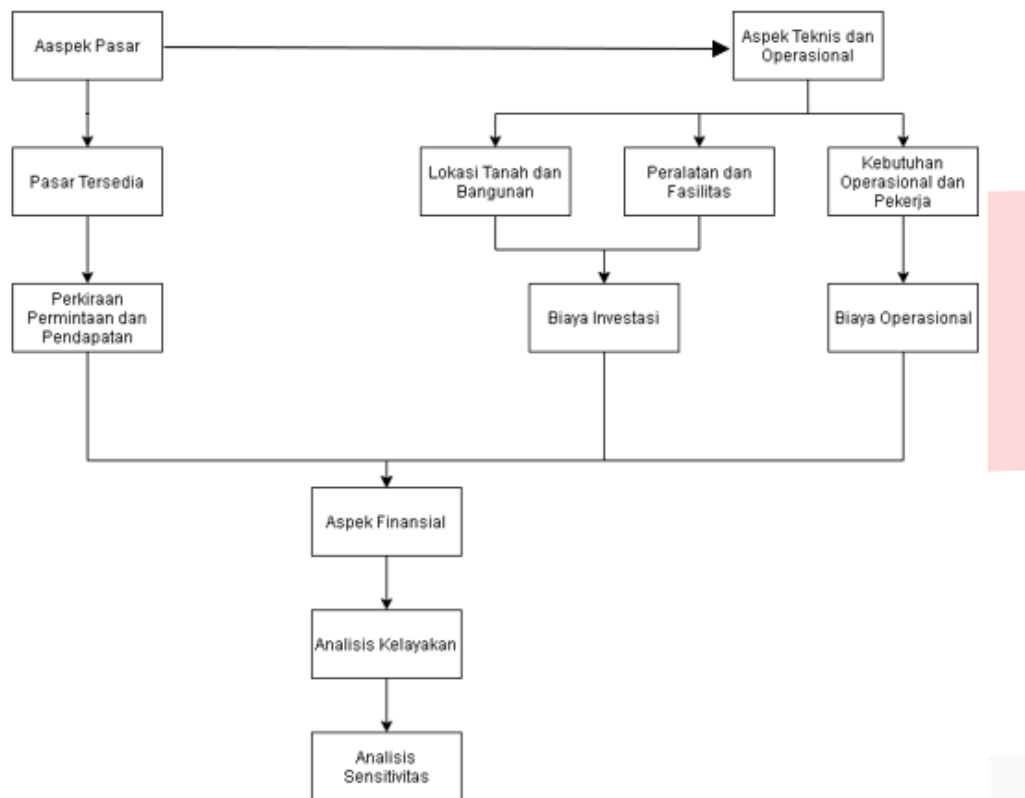 Aaspek Pasar
Aspek Teknis dan
Operasional
Pasar Tersedia
Lokasi Tanah dan
Bangunan
Peralatan dan
Fasilitas
Kebutuhan
Operasional dan
Pekerja
Perkiraan
Permintaan dan
Pendapatan
Biaya Investasi
Biaya Operasional
Aspek Finansial
Analisis Kelayakan
Analisis
Sensitivitas